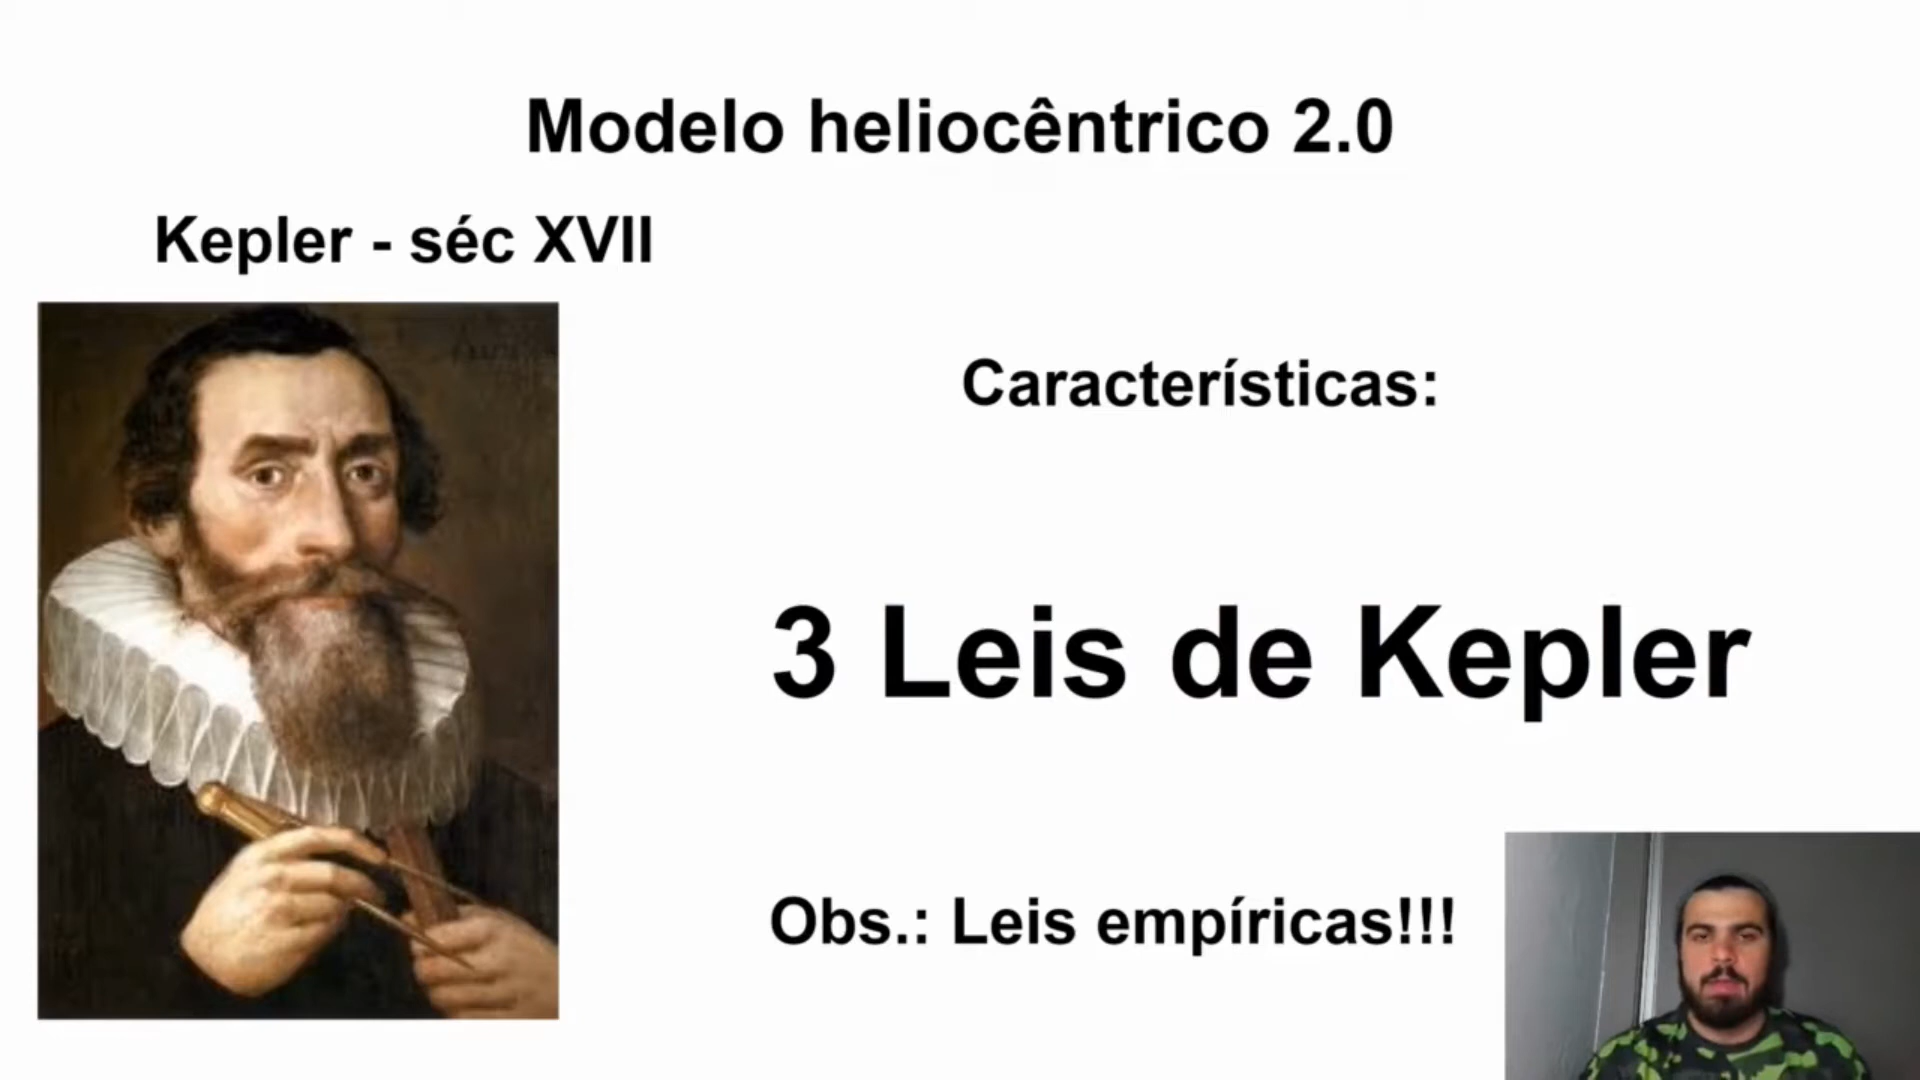 Modelo heliocêntrico 2.0
Kepler - séc XVII
Características:
3 Leis de Kepler
Obs.: Leis empíricas!!!